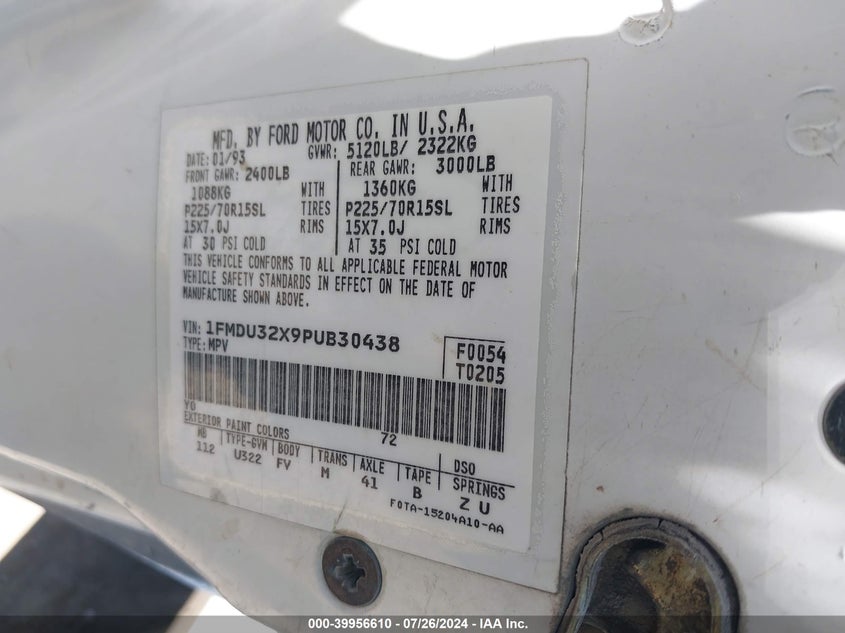 MFD. BY FORD MOTOR CO. IN U.S.A.
DATE: 01/93 GVWR: 5120LB/ 2322KG
FRONT GAWR: 2400LB REAR GAWR: 3000LB
1088KG WITH 1360KG WITH
P225/70R15SL TIRES P225/70R15SL TIRES
15X7.0J RIMS 15X7.0J RIMS
AT 30 PSI COLD AT 35 PSI COLD
THIS VEHICLE CONFORMS TO ALL APPLICABLE FEDERAL MOTOR
VEHICLE SAFETY STANDARDS IN EFFECT ON THE DATE OF
MANUFACTURE SHOWN ABOVE.
VIN: 1FMDU32X9PUB30438 F0054
TYPE: MPV T0205
YO
EXTERIOR PAINT COLORS 72
WB TYPE-GVW BODY TRANS AXLE TAPE DSO
112 U322 FV M 41 B SPRINGS
Z U
FOTA-15204A10-AA
000-39956610 - 07/26/2024 - IAA Inc.